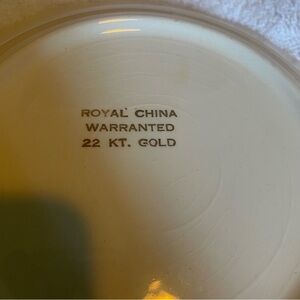 ROYAL CHINA
WARRANTED
22 KT. GOLD